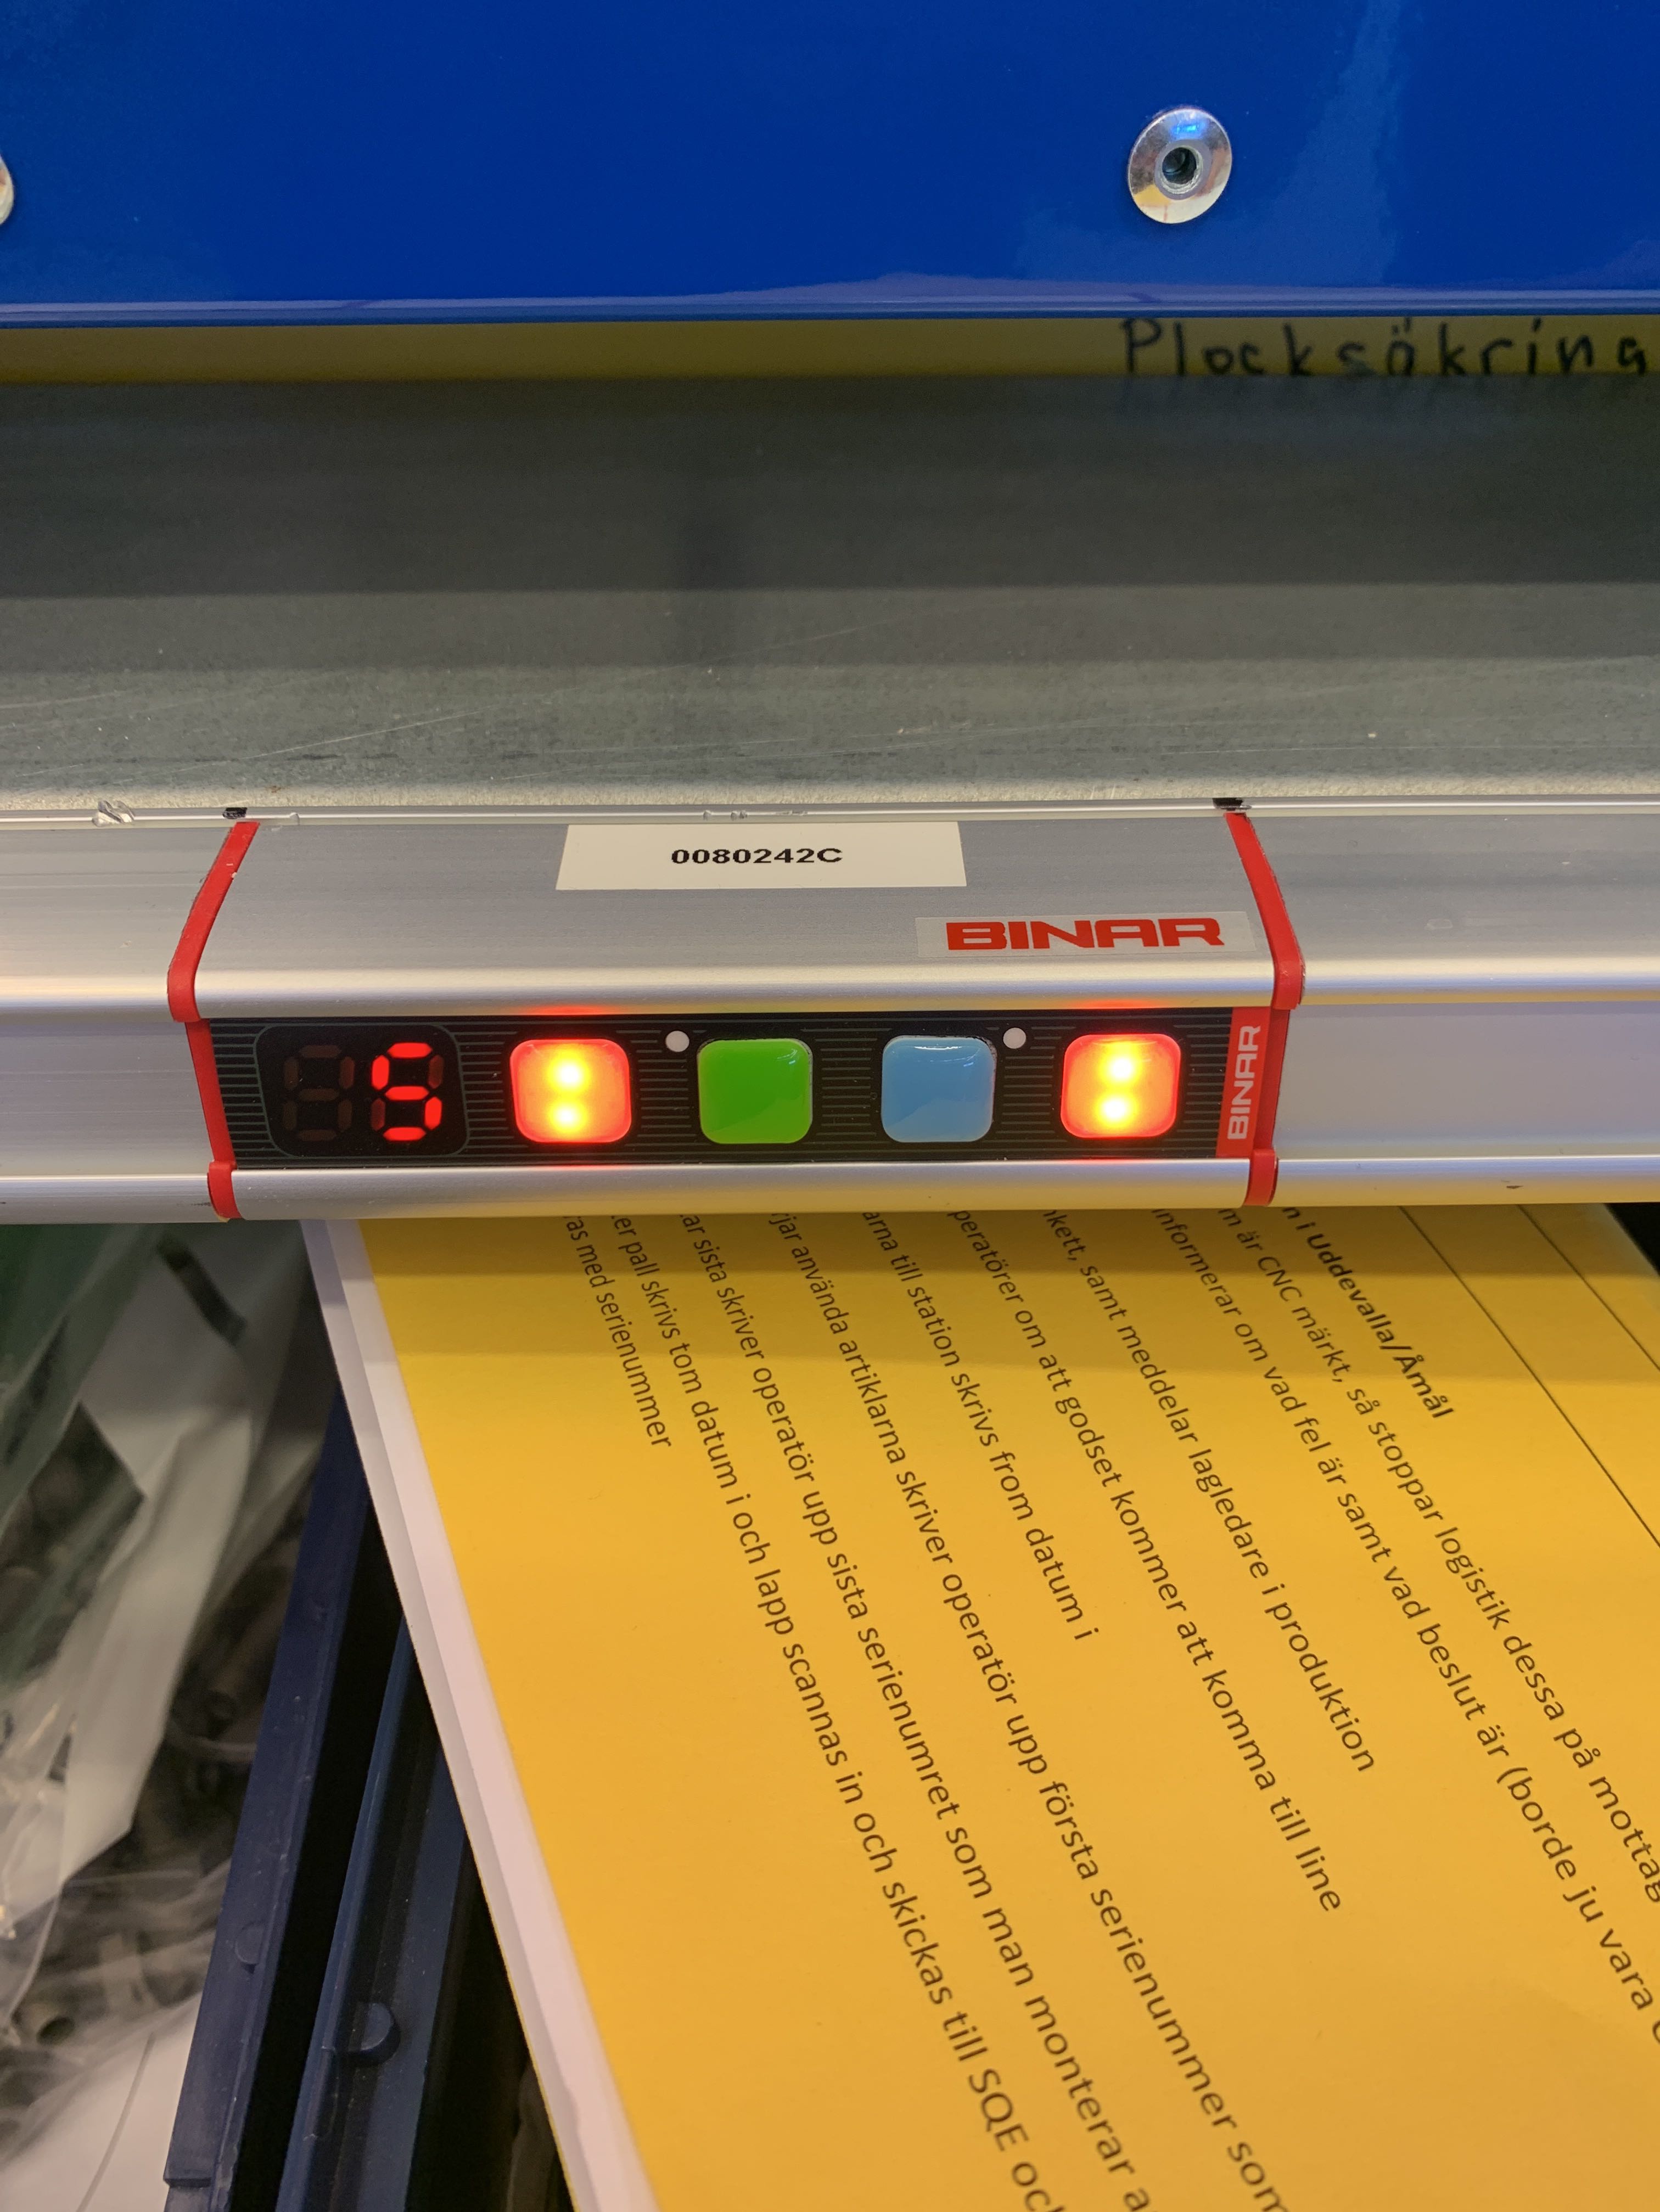 Plocksäkring
0080242C
BINAR
5
BINAR
n i Uddevalla/Åmål
m är CNC märkt, så stoppar logistik dessa på mottag
informerar om vad fel är samt vad beslut är (borde ju vara
nkett, samt meddelar lagledare i produktion
peratörer om att godset kommer att komma till line
arna till station skrivs from datum i
rjar använda artiklarna skriver operatör upp första serienummer som
ar sista skriver operatör upp sista serienumret som man monterar a
er pall skrivs tom datum i och lapp scannas in och skickas till SQE och
ras med serienummer